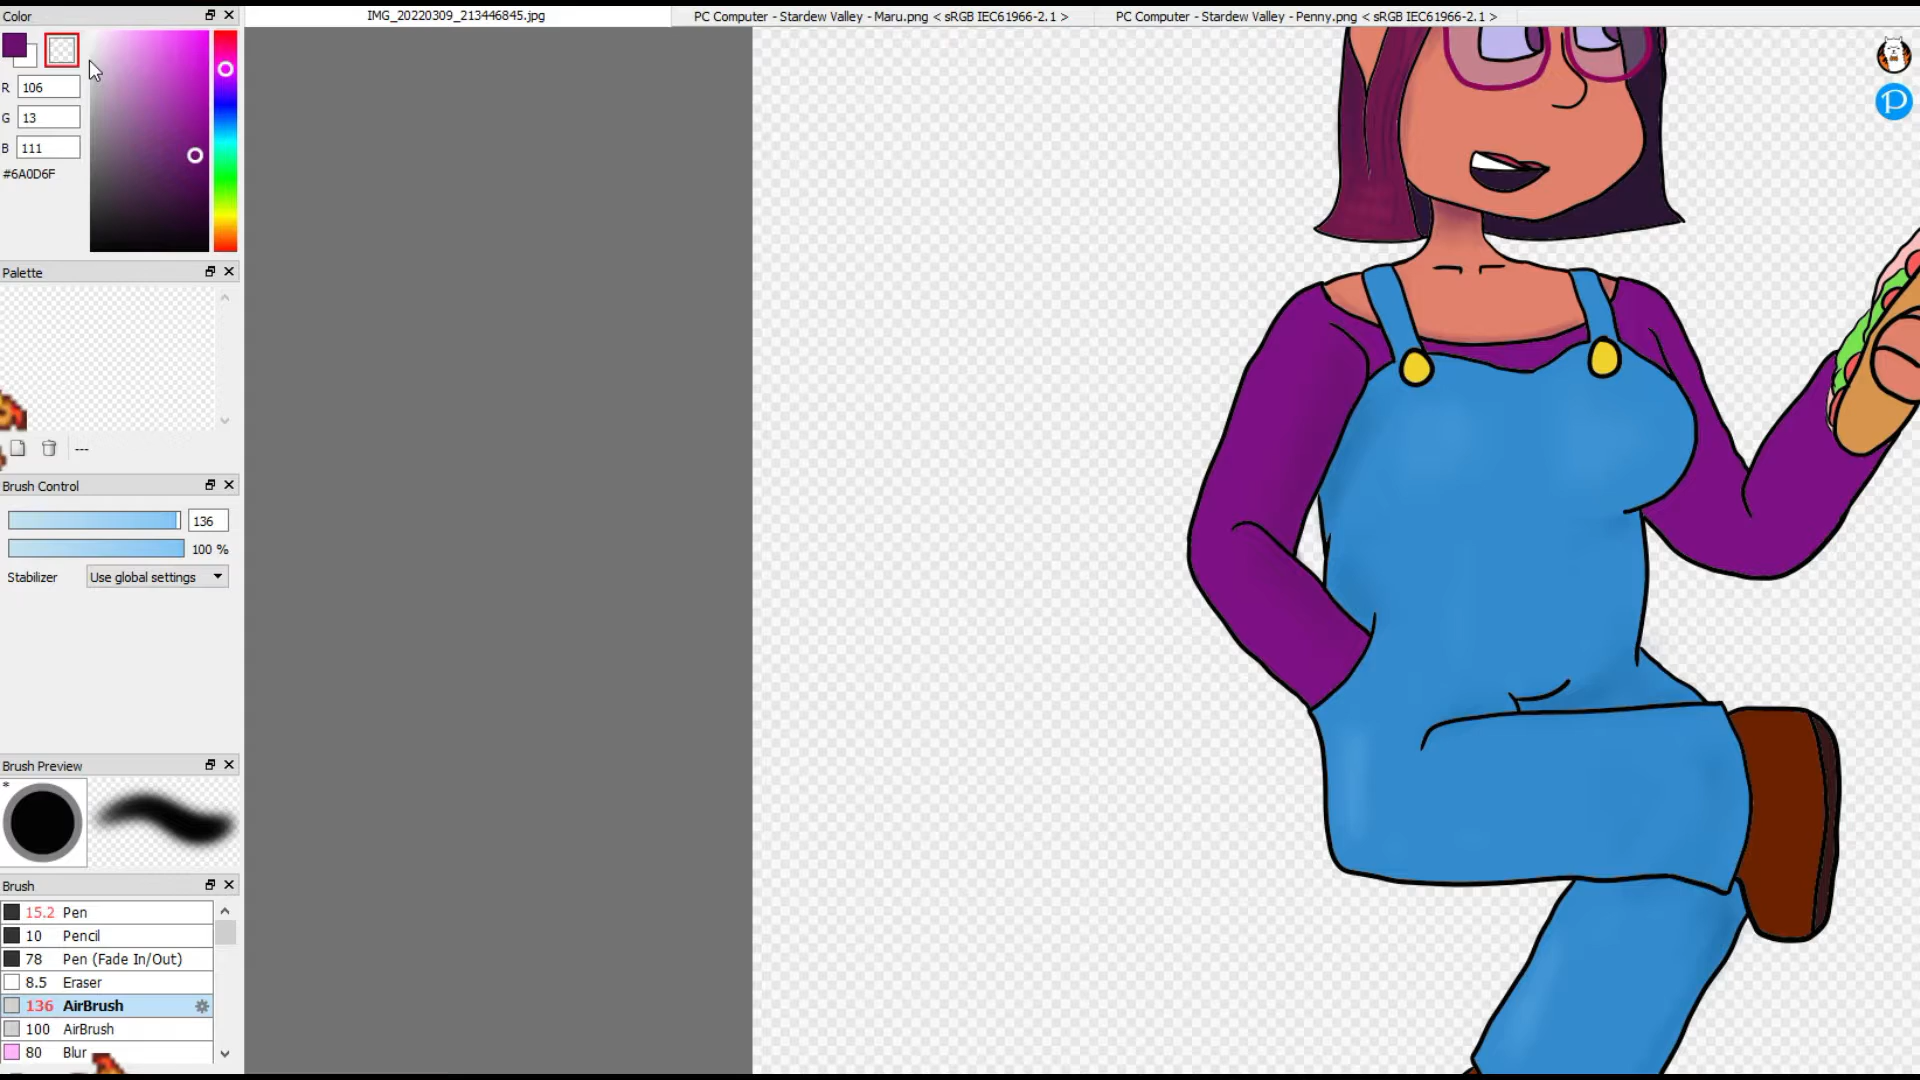 Color
IMG_20220309_213446845.jpg
PC Computer - Stardew Valley - Maru.png < sRGB IEC61966-2.1 >
PC Computer - Stardew Valley - Penny.png < sRGB IEC61966-2.1 >
R 106
G 13
B 111
#6A0D6F
Palette
---
Brush Control
136
100 %
Stabilizer Use global settings
Brush Preview
*
Brush
15.2 Pen
10 Pencil
78 Pen (Fade In/Out)
8.5 Eraser
136 AirBrush
100 AirBrush
80 Blur
P